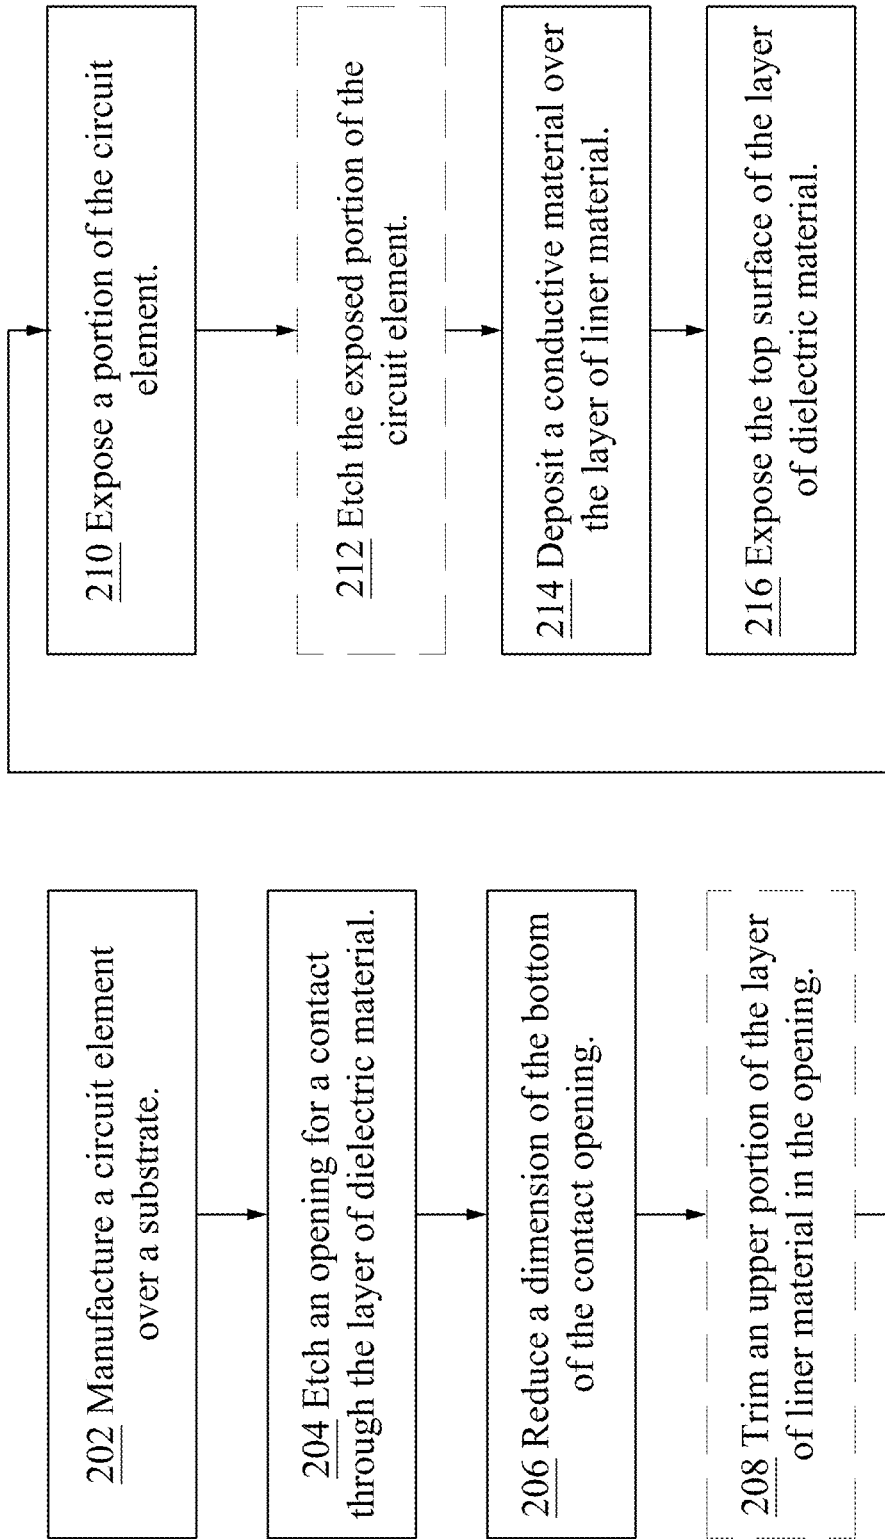 202 Manufacture a circuit element
over a substrate.
204 Etch an opening for a contact
through the layer of dielectric material.
206 Reduce a dimension of the bottom
of the contact opening.
208 Trim an upper portion of the layer
of liner material in the opening.
210 Expose a portion of the circuit
element.
212 Etch the exposed portion of the
circuit element.
214 Deposit a conductive material over
the layer of liner material.
216 Expose the top surface of the layer
of dielectric material.